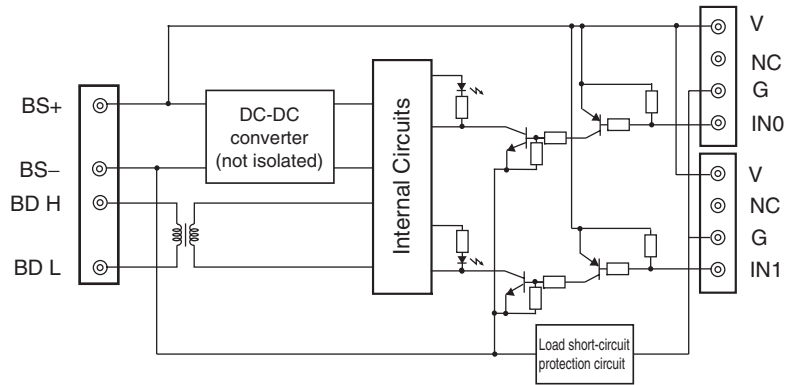 BS+
BS−
BD H
BD L
DC-DC
converter
(not isolated)
Internal Circuits
V
NC
G
IN0
V
NC
G
IN1
Load short-circuit
protection circuit